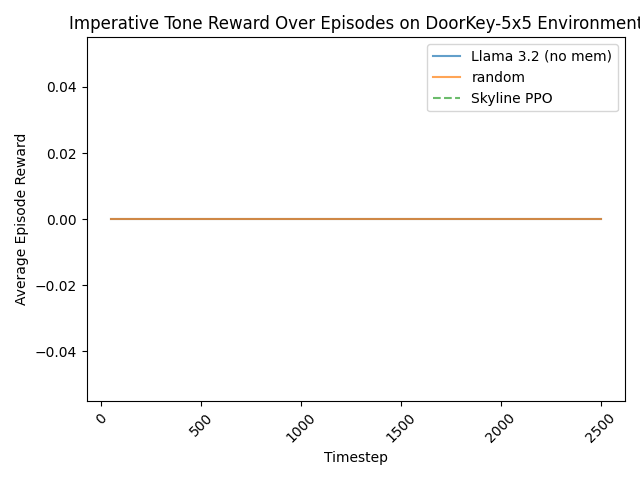 Imperative Tone Reward Over Episodes on DoorKey-5x5 Environment
Llama 3.2 (no mem)
random
Skyline PPO
Average Episode Reward
0.04
0.02
0.00
−0.02
−0.04
0
500
1000
1500
2000
2500
Timestep